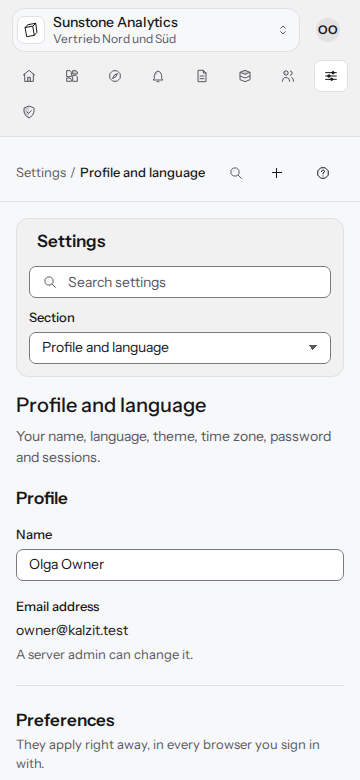 Sunstone Analytics
Vertrieb Nord und Süd
OO
Settings / Profile and language
Settings
Search settings
Section
Profile and language
Profile and language
Your name, language, theme, time zone, password
and sessions.
Profile
Name
Olga Owner
Email address
owner@kalzit.test
A server admin can change it.
Preferences
They apply right away, in every browser you sign in
with.